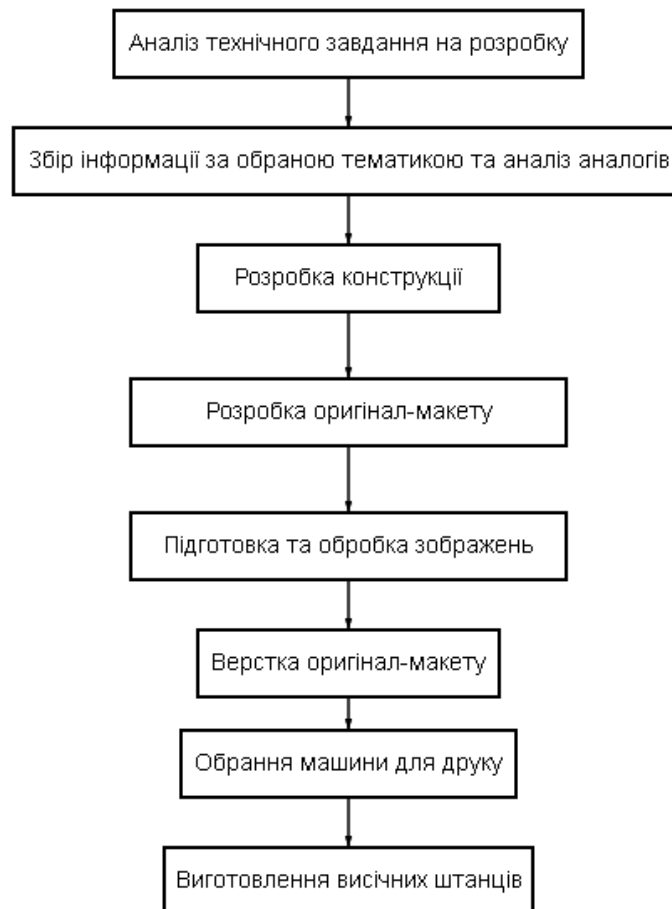 Аналіз технічного завдання на розробку
Збір інформації за обраною тематикою та аналіз аналогів
Розробка конструкції
Розробка оригінал-макету
Підготовка та обробка зображень
Верстка оригінал-макету
Обрання машини для друку
Виготовлення висічних штанців